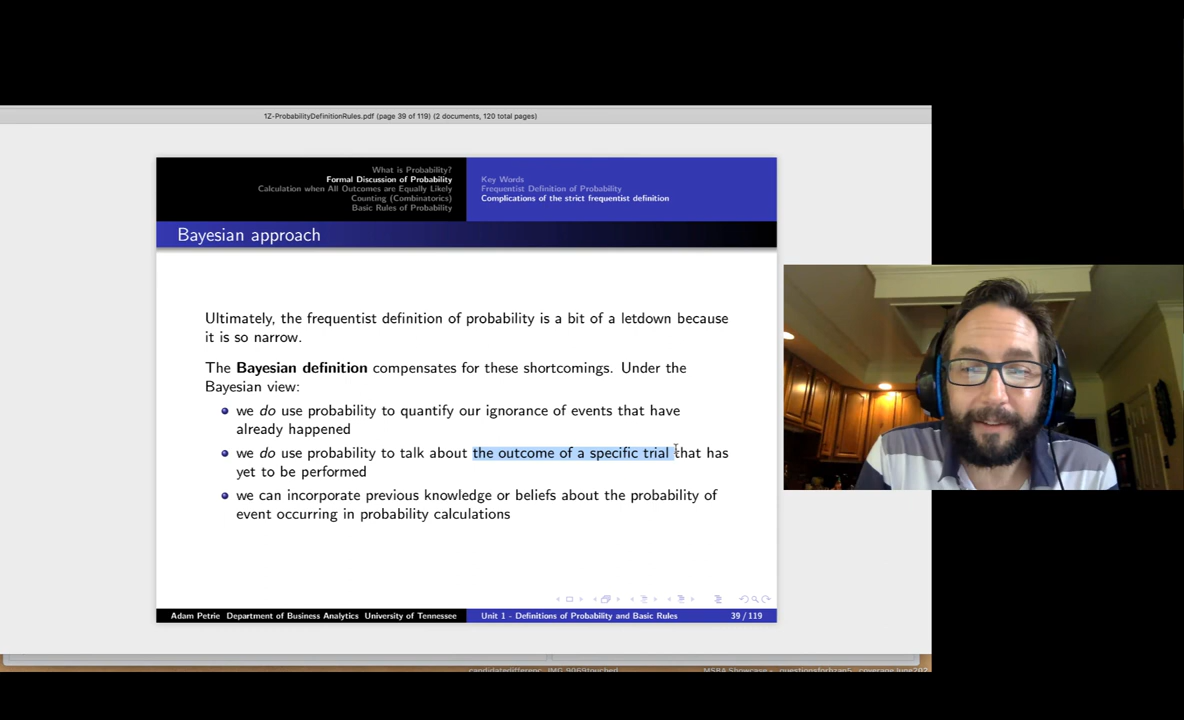 1Z-ProbabilityDefinitionRules.pdf (page 39 of 119) (2 documents, 120 total pages)
What is Probability?
Formal Discussion of Probability
Calculation when All Outcomes are Equally Likely
Counting (Combinatorics)
Basic Rules of Probability
Key Words
Frequentist Definition of Probability
Complications of the strict frequentist definition
Bayesian approach
Ultimately, the frequentist definition of probability is a bit of a letdown because
it is so narrow.
The Bayesian definition compensates for these shortcomings. Under the
Bayesian view:
we do use probability to quantify our ignorance of events that have
already happened
we do use probability to talk about the outcome of a specific trial that has
yet to be performed
we can incorporate previous knowledge or beliefs about the probability of
event occurring in probability calculations
Adam Petrie Department of Business Analytics University of Tennessee
Unit 1 - Definitions of Probability and Basic Rules
39 / 119